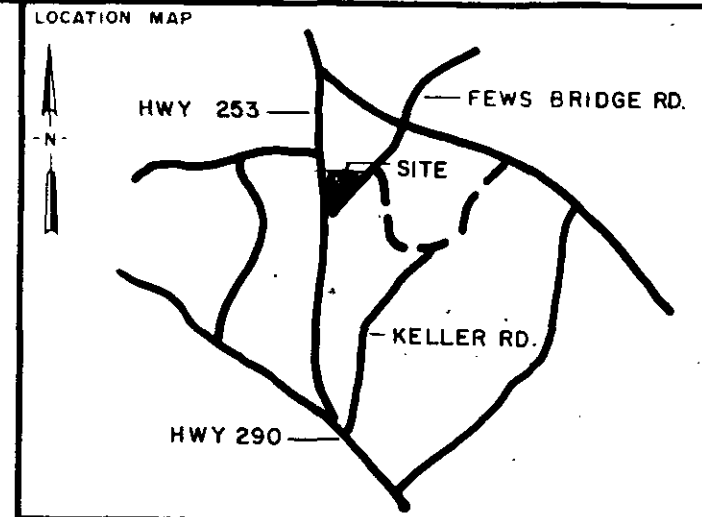 LOCATION MAP
N
HWY 253
FEWS BRIDGE RD.
SITE
KELLER RD.
HWY 290